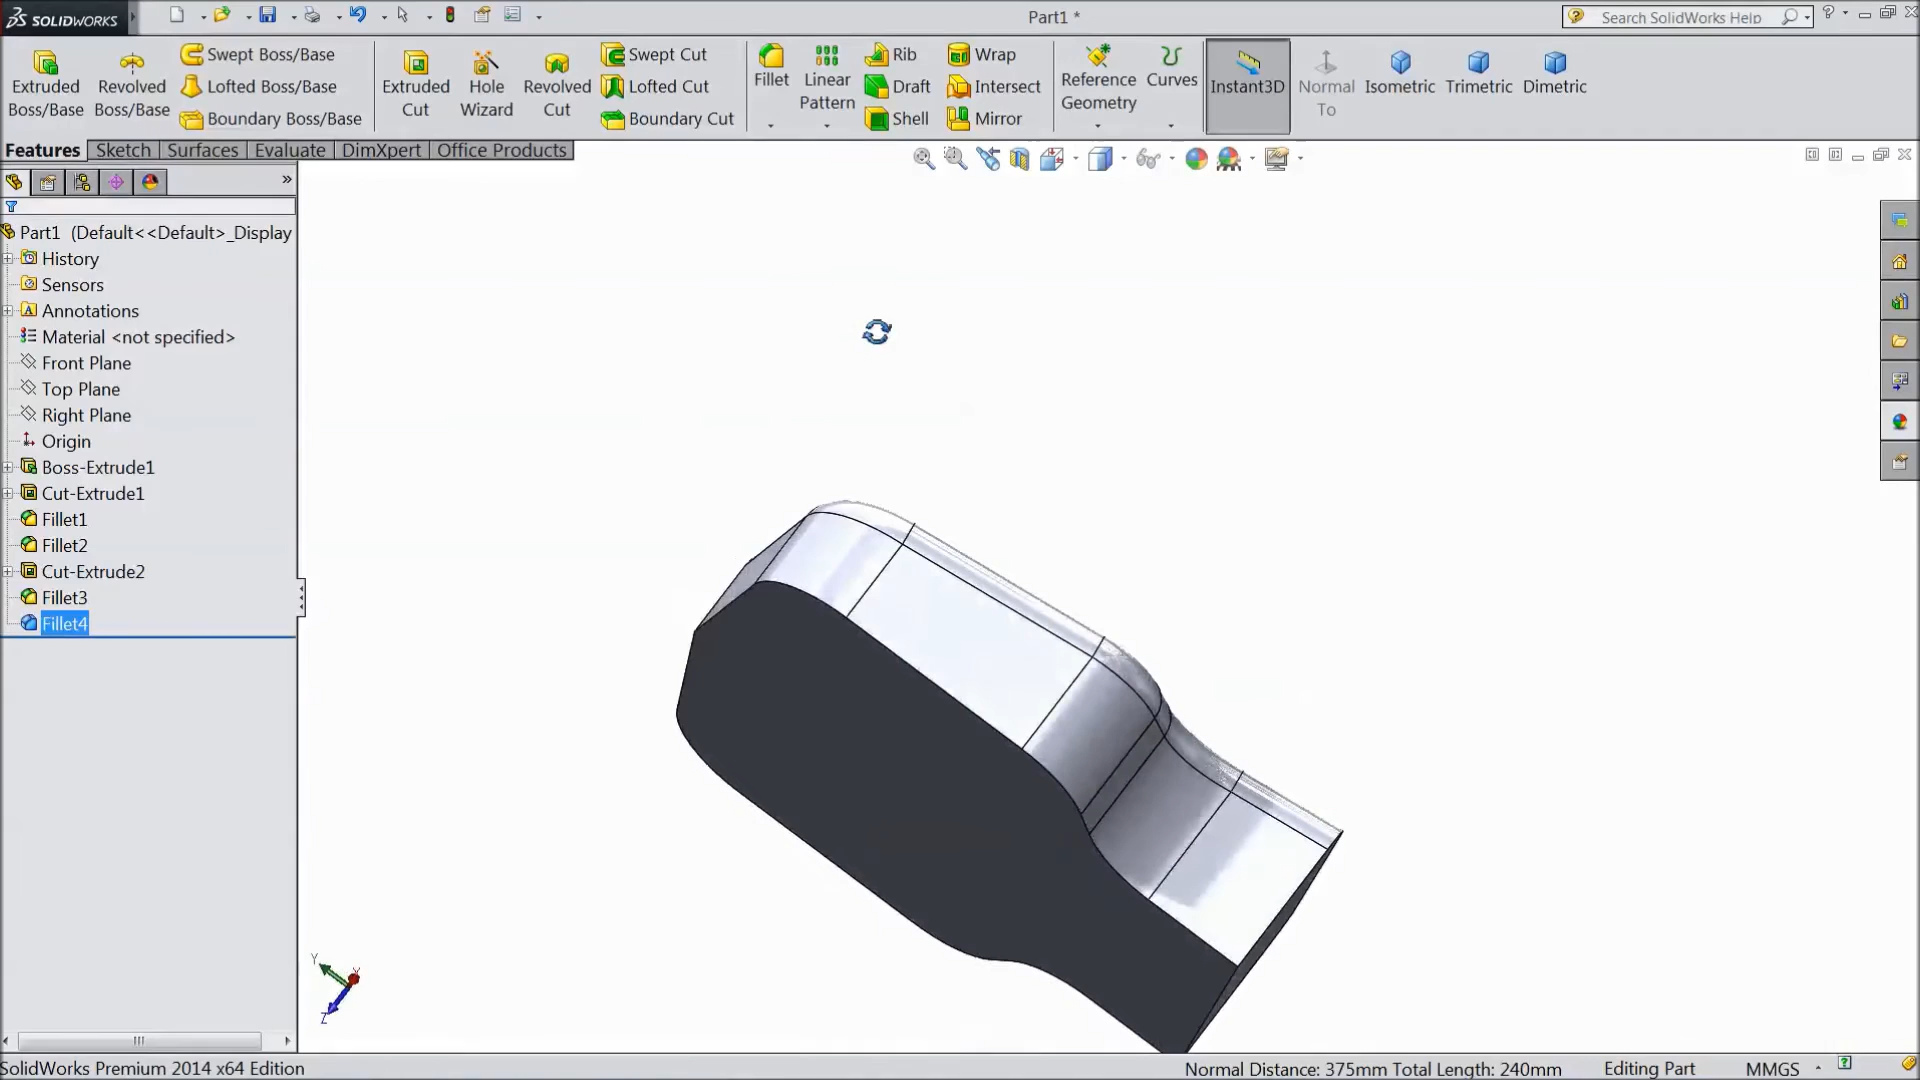 SOLIDWORKS
Part1 *
Search SolidWorks Help
Extruded Boss/Base
Revolved Boss/Base
Swept Boss/Base
Lofted Boss/Base
Boundary Boss/Base
Extruded Cut
Hole Wizard
Revolved Cut
Swept Cut
Lofted Cut
Boundary Cut
Fillet
Linear Pattern
Rib
Draft
Shell
Wrap
Intersect
Mirror
Reference Geometry
Curves
Instant3D
Normal To
Isometric
Trimetric
Dimetric
Features
Sketch
Surfaces
Evaluate
DimXpert
Office Products
Part1 (Default<<Default>_Display
History
Sensors
Annotations
Material <not specified>
Front Plane
Top Plane
Right Plane
Origin
Boss-Extrude1
Cut-Extrude1
Fillet1
Fillet2
Cut-Extrude2
Fillet3
Fillet4
Y
X
Z
SolidWorks Premium 2014 x64 Edition
Normal Distance: 375mm Total Length: 240mm
Editing Part
MMGS